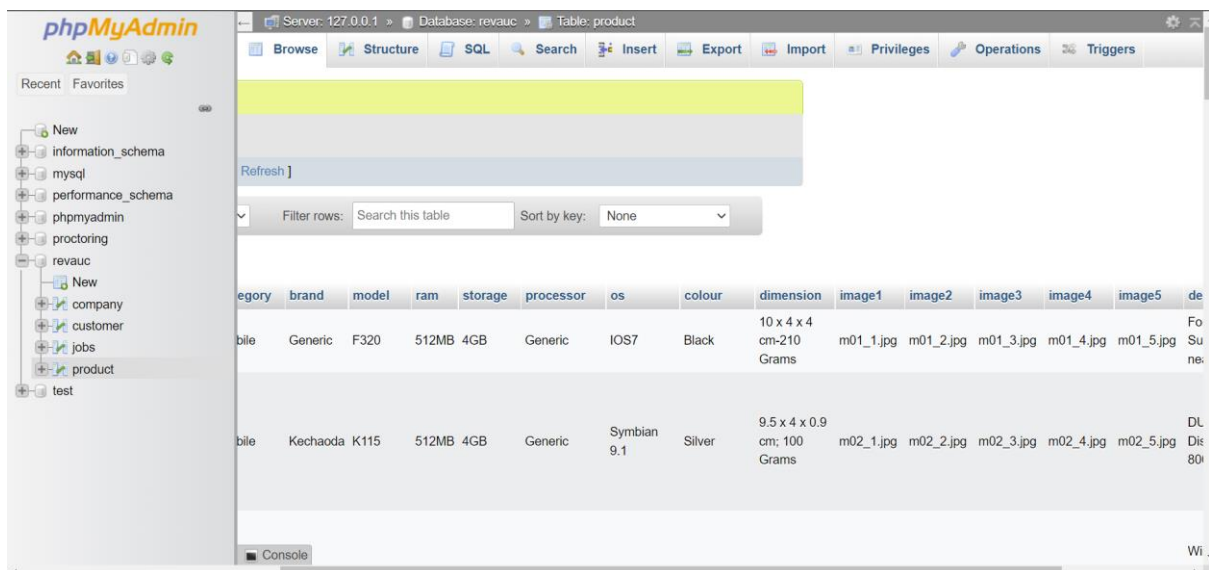 phpMyAdmin
Recent Favorites
New
information_schema
mysql
performance_schema
phpmyadmin
proctoring
revauc
New
company
customer
jobs
product
test
Server: 127.0.0.1 » Database: revauc » Table: product
Browse Structure SQL Search Insert Export Import Privileges Operations Triggers
Refresh ]
Filter rows: Search this table Sort by key: None
egory brand model ram storage processor os colour dimension image1 image2 image3 image4 image5 de
10 x 4 x 4 Fo
bile Generic F320 512MB 4GB Generic IOS7 Black cm-210 m01_1.jpg m01_2.jpg m01_3.jpg m01_4.jpg m01_5.jpg Su
Grams ne
9.5 x 4 x 0.9 DU
bile Kechaoda K115 512MB 4GB Generic Symbian 9.1 Silver cm; 100 m02_1.jpg m02_2.jpg m02_3.jpg m02_4.jpg m02_5.jpg Dis
Grams 80
Console
Wi